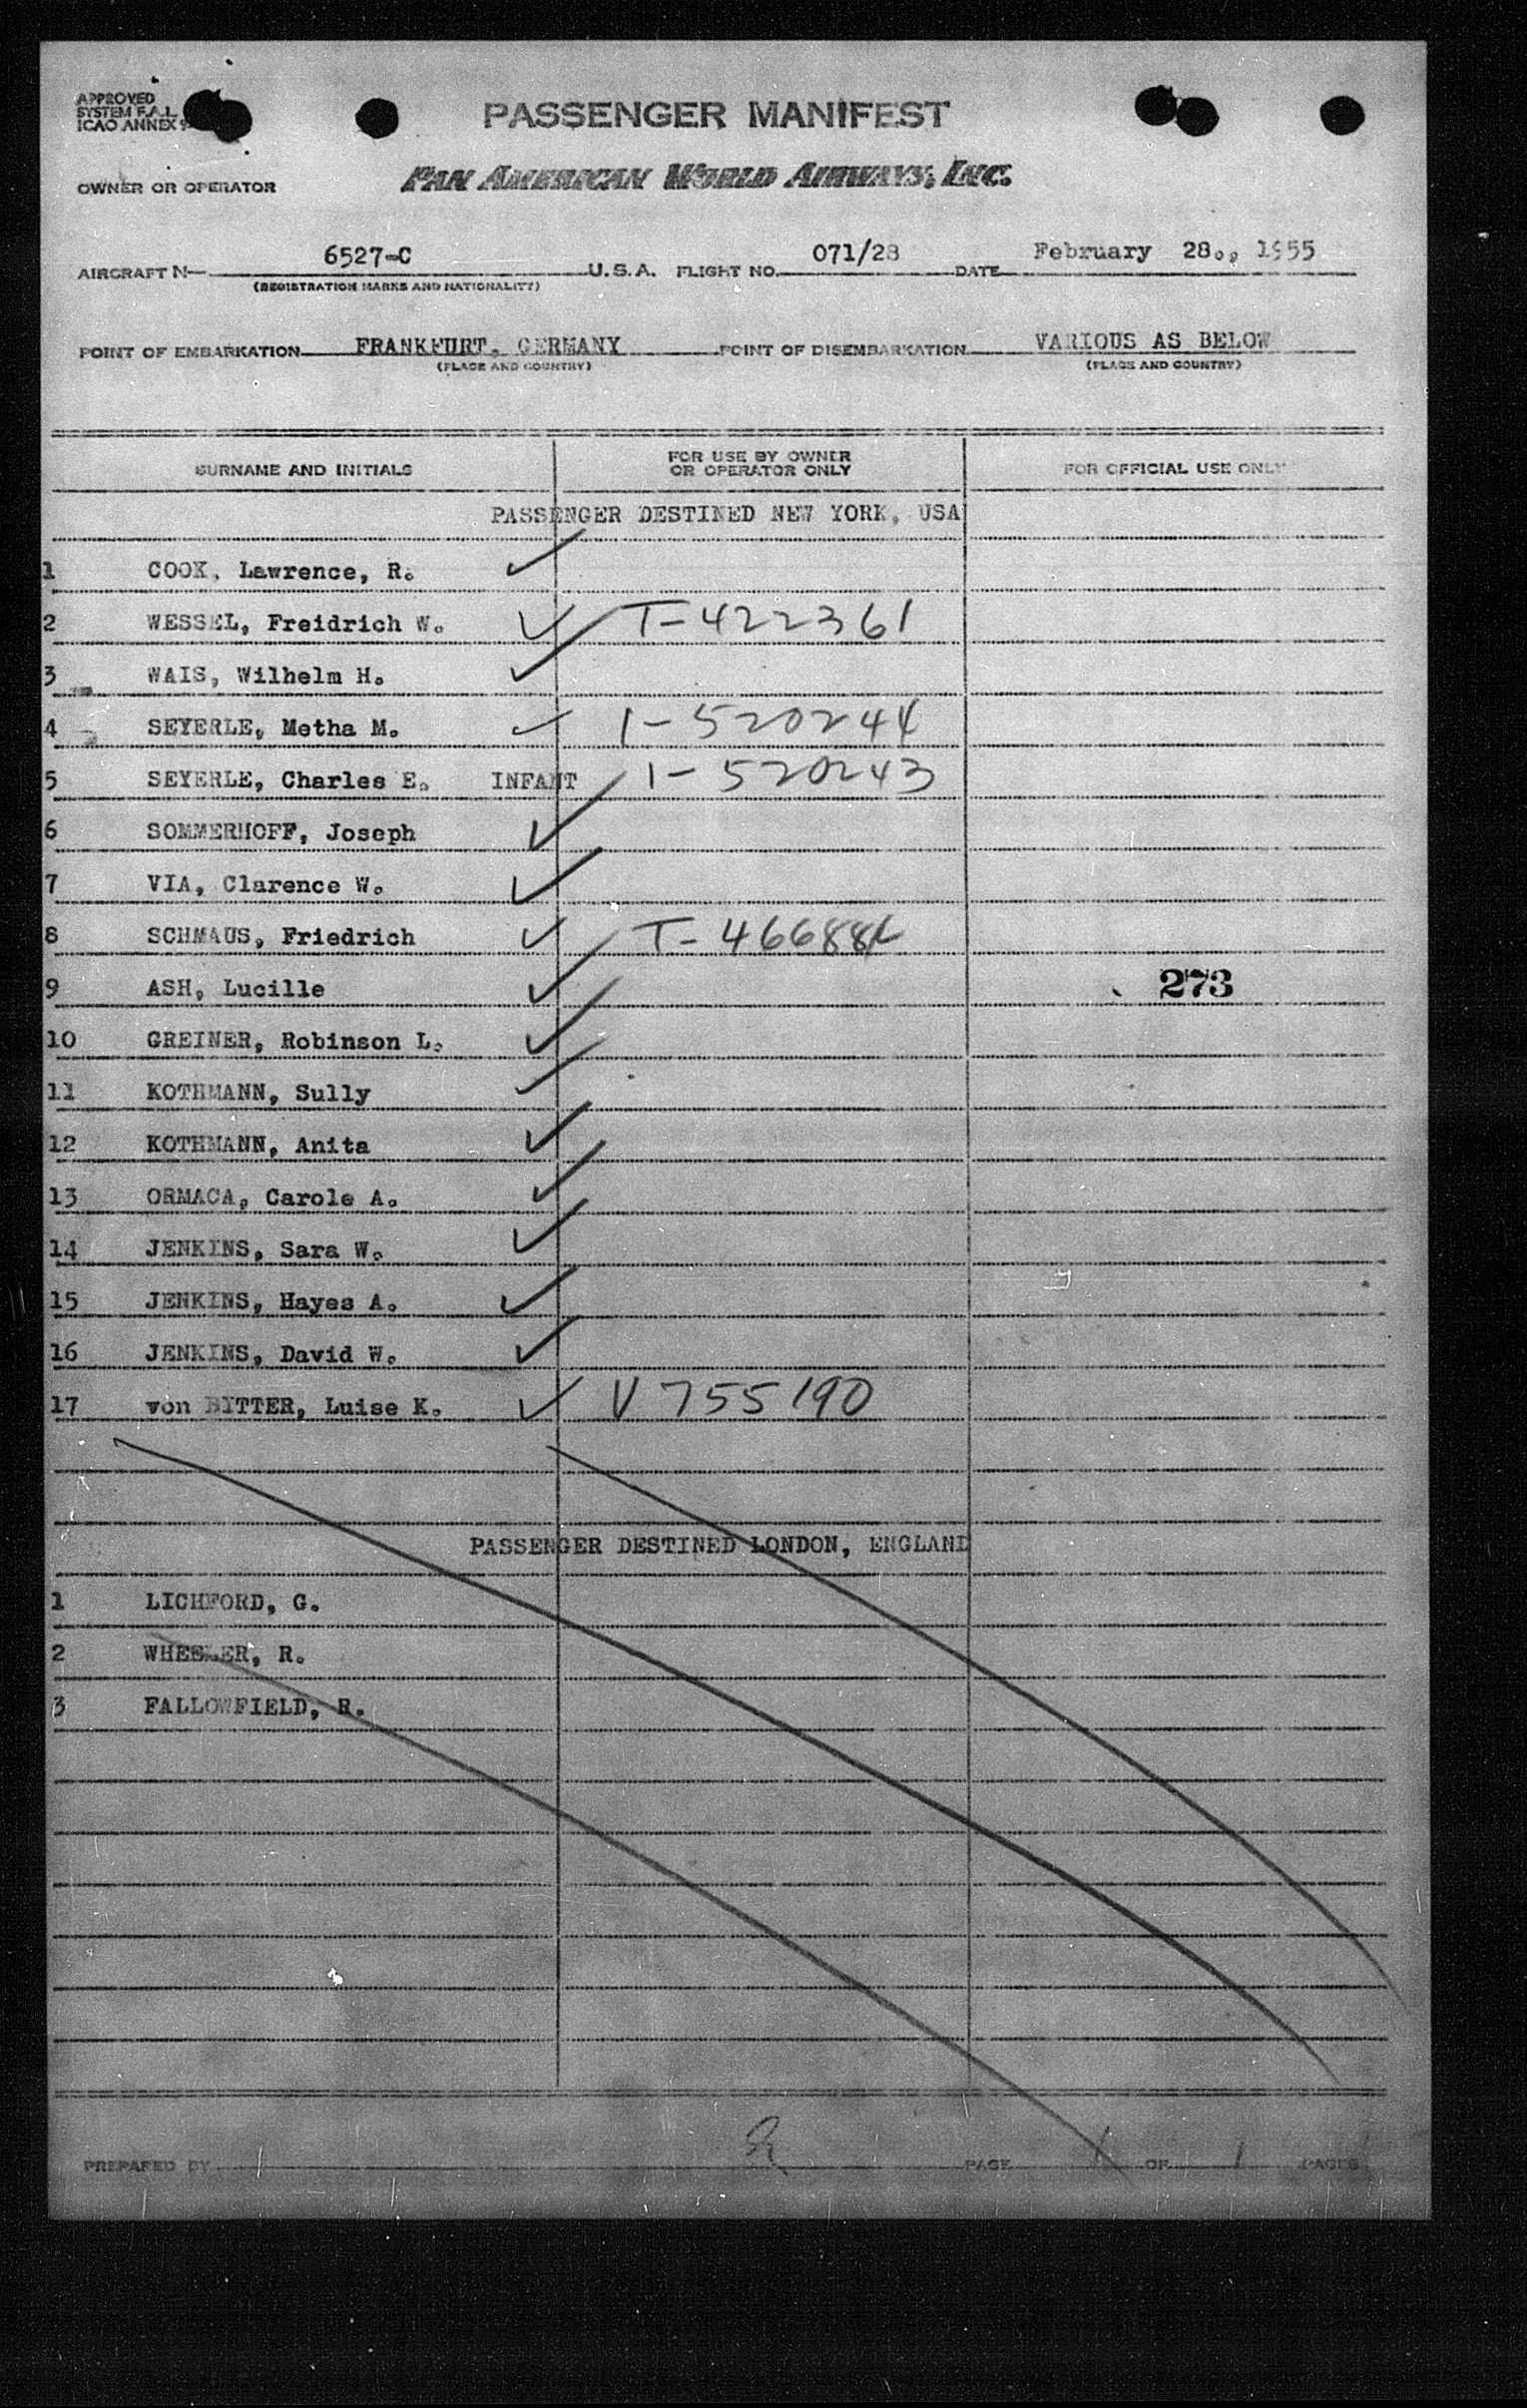 APPROVED
SYSTEM F.A.L.
ICAO ANNEX 9
PASSENGER MANIFEST
OWNER OR OPERATOR PAN AMERICAN WORLD AIRWAYS, INC.
AIRCRAFT N- 6527-C U.S.A. FLIGHT NO. 071/28 DATE February 28., 1955
(REGISTRATION MARKS AND NATIONALITY)
POINT OF EMBARKATION FRANKFURT, GERMANY POINT OF DISEMBARKATION VARIOUS AS BELOW
(PLACE AND COUNTRY) (PLACE AND COUNTRY)
SURNAME AND INITIALS FOR USE BY OWNER OR OPERATOR ONLY FOR OFFICIAL USE ONLY
PASSENGER DESTINED NEW YORK, USA
1 COOK, Lawrence, R. ✓
2 WESSEL, Freidrich W. ✓ T-422361
3 WAIS, Wilhelm H. ✓
4 SEYERLE, Metha M. ✓ 1-520244
5 SEYERLE, Charles E. INFANT 1-520243
6 SOMMERHOFF, Joseph ✓
7 VIA, Clarence W. ✓
8 SCHMAUS, Friedrich ✓
9 ASH, Lucille ✓ 273
10 GREINER, Robinson L. ✓
11 KOTHMANN, Sully ✓
12 KOTHMANN, Anita ✓
13 ORMACA, Carole A. ✓
14 JENKINS, Sara W. ✓
15 JENKINS, Hayes A. ✓
16 JENKINS, David W. ✓
17 von BITTER, Luise K. ✓ V 755190
PASSENGER DESTINED LONDON, ENGLAND
1 LICHFORD, G.
2 WHEELER, R.
3 FALLOWFIELD, R.
PREPARED BY PAGE 1 OF 1 PAGES